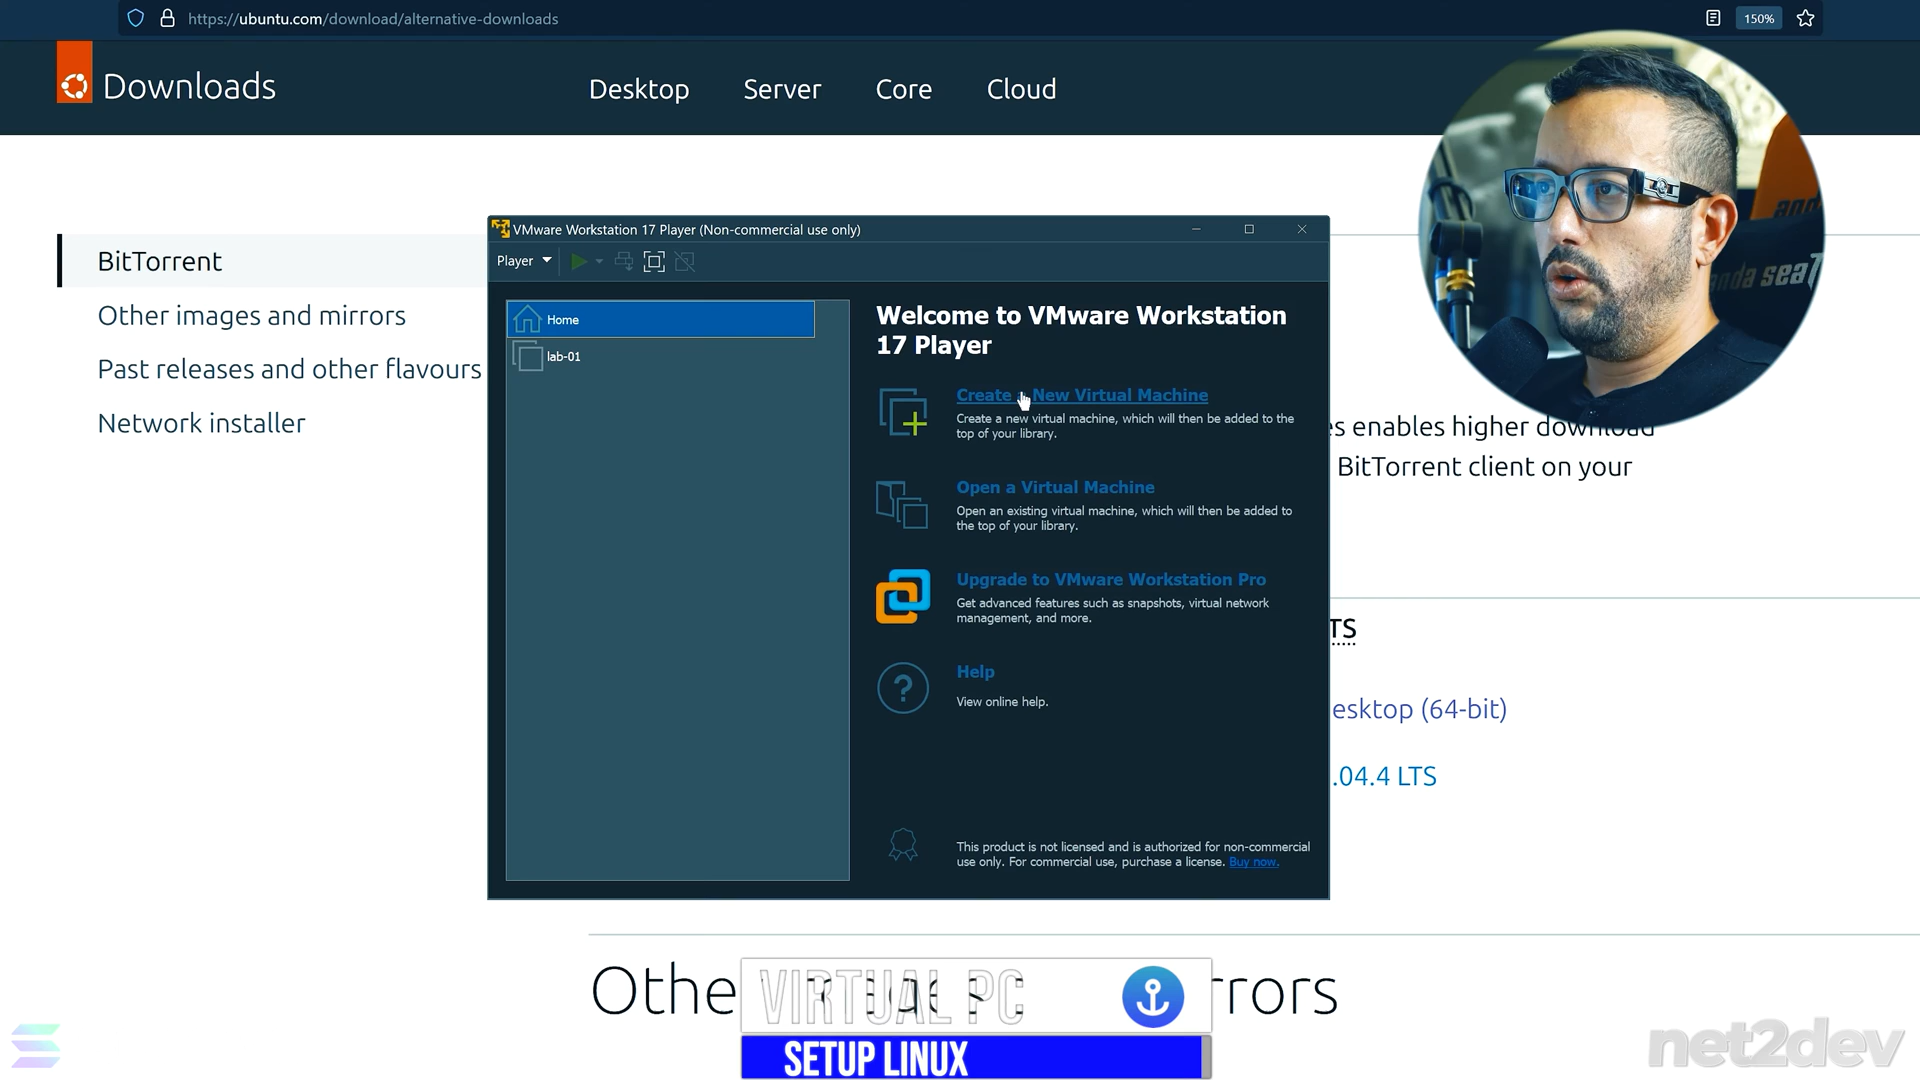 https://ubuntu.com/download/alternative-downloads
150%
Downloads
Desktop
Server
Core
Cloud
BitTorrent
Other images and mirrors
Past releases and other flavours
Network installer
VMware Workstation 17 Player (Non-commercial use only)
Player
Home
lab-01
Welcome to VMware Workstation
17 Player
Create a New Virtual Machine
Create a new virtual machine, which will then be added to the
top of your library.
Open a Virtual Machine
Open an existing virtual machine, which will then be added to
the top of your library.
Upgrade to VMware Workstation Pro
Get advanced features such as snapshots, virtual network
management, and more.
Help
View online help.
This product is not licensed and is authorized for non-commercial
use only. For commercial use, purchase a license. Buy now.
enables higher download
BitTorrent client on your
TS
esktop (64-bit)
.04.4 LTS
anda seaT
Othe
rrors
VIRTUAL PC
SETUP LINUX
net2dev